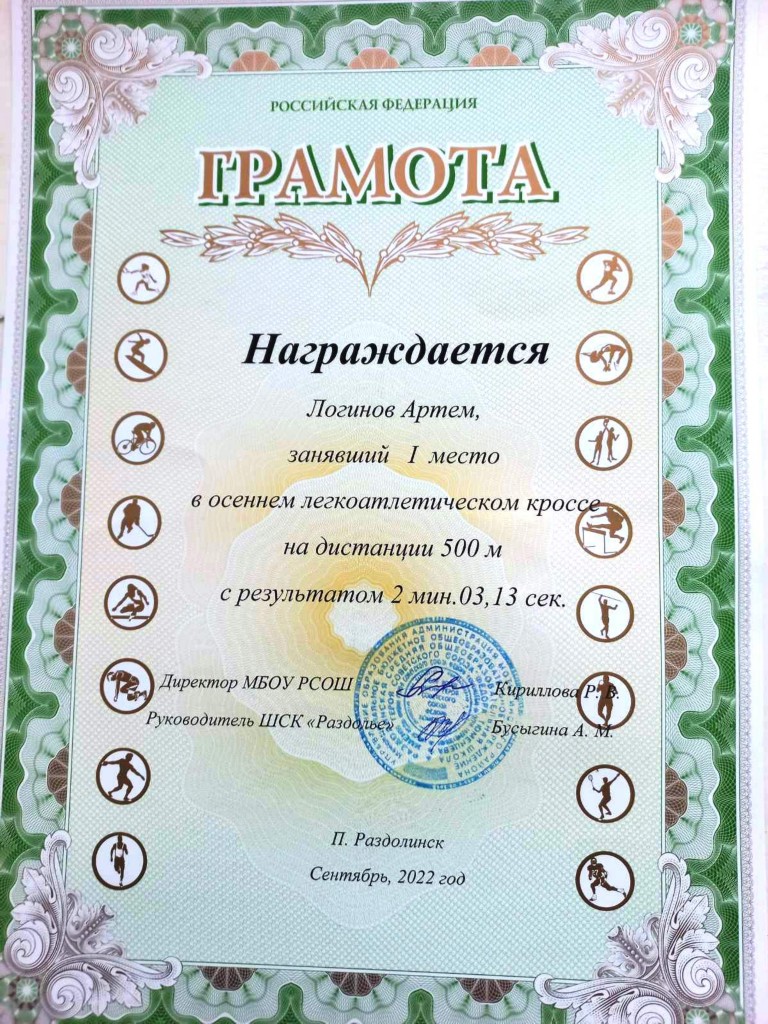 РОССИЙСКАЯ ФЕДЕРАЦИЯ
ГРАМОТА
Награждается
Логинов Артем,
занявший I место
в осеннем легкоатлетическом кроссе
на дистанции 500 м
с результатом 2 мин.03,13 сек.
Директор МБОУ РСОШ Кириллова Р. В.
Руководитель ШСК «Раздолье» Бусыгина А. М.
П. Раздолинск
Сентябрь, 2022 год